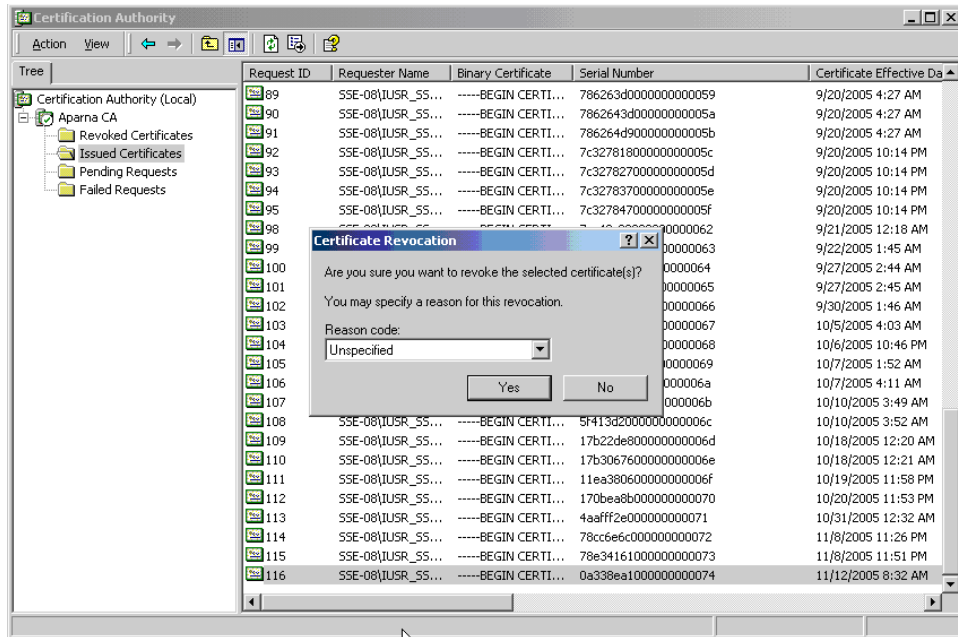 Certification Authority
Action View
Tree
Certification Authority (Local)
Aparna CA
Revoked Certificates
Issued Certificates
Pending Requests
Failed Requests
Request ID Requester Name Binary Certificate Serial Number Certificate Effective Da
89 SSE-08\IUSR_SS... -----BEGIN CERTI... 786263d0000000000059 9/20/2005 4:27 AM
90 SSE-08\IUSR_SS... -----BEGIN CERTI... 7862643d00000000005a 9/20/2005 4:27 AM
91 SSE-08\IUSR_SS... -----BEGIN CERTI... 786264d900000000005b 9/20/2005 4:27 AM
92 SSE-08\IUSR_SS... -----BEGIN CERTI... 7c32781800000000005c 9/20/2005 10:14 PM
93 SSE-08\IUSR_SS... -----BEGIN CERTI... 7c32782700000000005d 9/20/2005 10:14 PM
94 SSE-08\IUSR_SS... -----BEGIN CERTI... 7c32783700000000005e 9/20/2005 10:14 PM
95 SSE-08\IUSR_SS... -----BEGIN CERTI... 7c32784700000000005f 9/20/2005 10:14 PM
98 9/21/2005 12:18 AM
99 0000063 9/22/2005 1:45 AM
100 0000064 9/27/2005 2:44 AM
101 0000065 9/27/2005 2:45 AM
102 0000066 9/30/2005 1:46 AM
103 0000067 10/5/2005 4:03 AM
104 0000068 10/6/2005 10:46 PM
105 0000069 10/7/2005 1:52 AM
106 000006a 10/7/2005 4:11 AM
107 000006b 10/10/2005 3:49 AM
108 SSE-08\IUSR_SS... -----BEGIN CERTI... 5f413d2000000000006c 10/10/2005 3:52 AM
109 SSE-08\IUSR_SS... -----BEGIN CERTI... 17b22de800000000006d 10/18/2005 12:20 AM
110 SSE-08\IUSR_SS... -----BEGIN CERTI... 17b3067600000000006e 10/18/2005 12:21 AM
111 SSE-08\IUSR_SS... -----BEGIN CERTI... 11ea380600000000006f 10/19/2005 11:58 PM
112 SSE-08\IUSR_SS... -----BEGIN CERTI... 170bea8b000000000070 10/20/2005 11:53 PM
113 SSE-08\IUSR_SS... -----BEGIN CERTI... 4aafff2e000000000071 10/31/2005 12:32 AM
114 SSE-08\IUSR_SS... -----BEGIN CERTI... 78cc6e6c000000000072 11/8/2005 11:26 PM
115 SSE-08\IUSR_SS... -----BEGIN CERTI... 78e34161000000000073 11/8/2005 11:51 PM
116 SSE-08\IUSR_SS... -----BEGIN CERTI... 0a338ea1000000000074 11/12/2005 8:32 AM
Certificate Revocation
Are you sure you want to revoke the selected certificate(s)?
You may specify a reason for this revocation.
Reason code:
Unspecified
Yes No